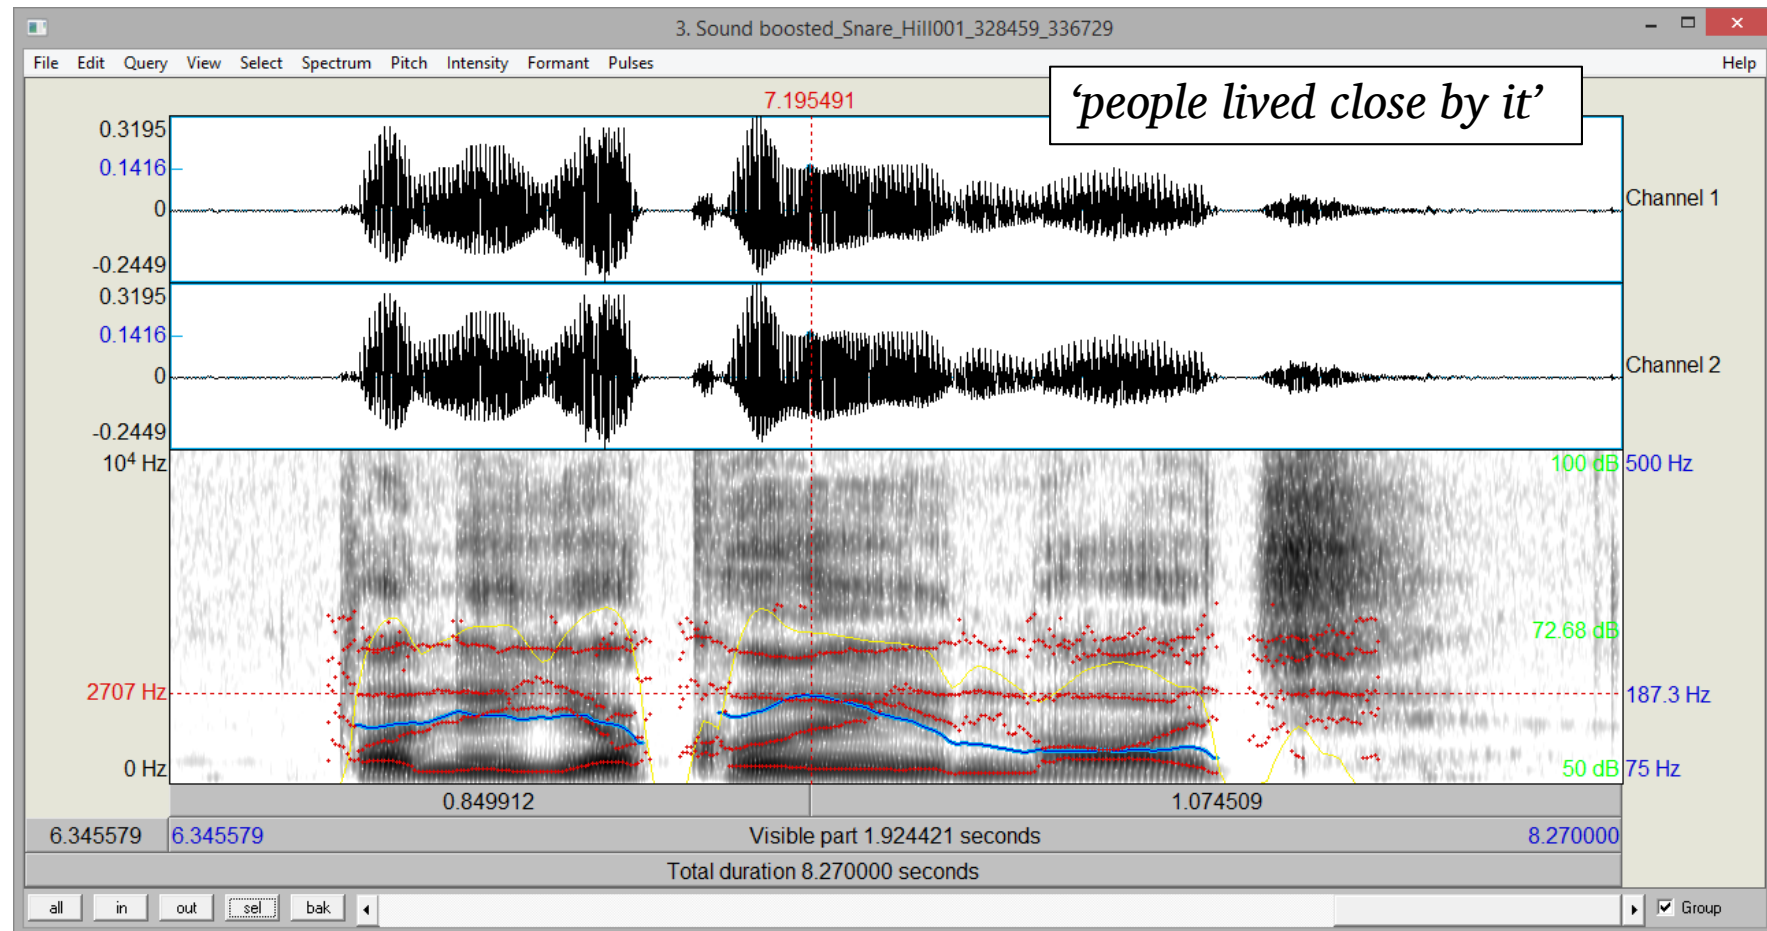 3. Sound boosted_Snare_Hill001_328459_336729
File Edit Query View Select Spectrum Pitch Intensity Formant Pulses Help
‘people lived close by it’
7.195491
0.3195
0.1416
0
-0.2449
Channel 1
0.3195
0.1416
0
-0.2449
Channel 2
10⁴ Hz
100 dB 500 Hz
72.68 dB
2707 Hz
187.3 Hz
0 Hz
50 dB 75 Hz
0.849912 1.074509
6.345579 6.345579 Visible part 1.924421 seconds 8.270000
Total duration 8.270000 seconds
all in out sel bak Group